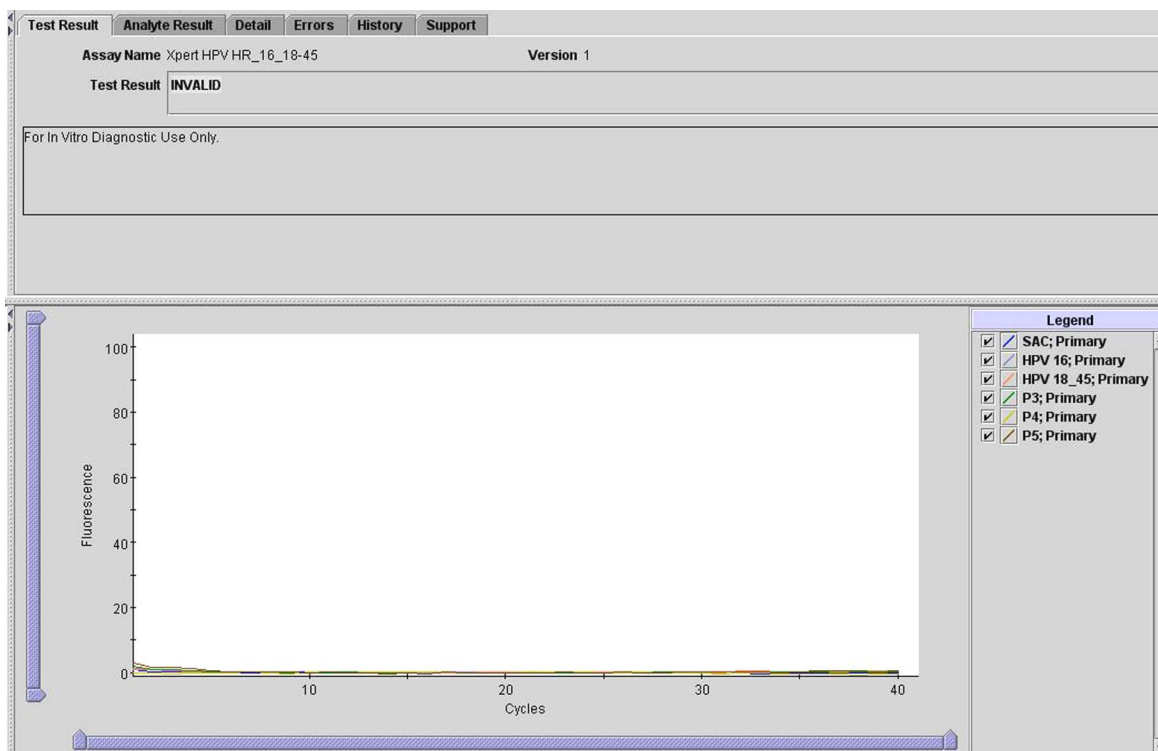 Test Result Analyte Result Detail Errors History Support
Assay Name Xpert HPV HR_16_18-45 Version 1
Test Result INVALID
For In Vitro Diagnostic Use Only.
Legend
SAC; Primary
HPV 16; Primary
HPV 18_45; Primary
P3; Primary
P4; Primary
P5; Primary
Fluorescence
100
80
60
40
20
0
10 20 30 40
Cycles